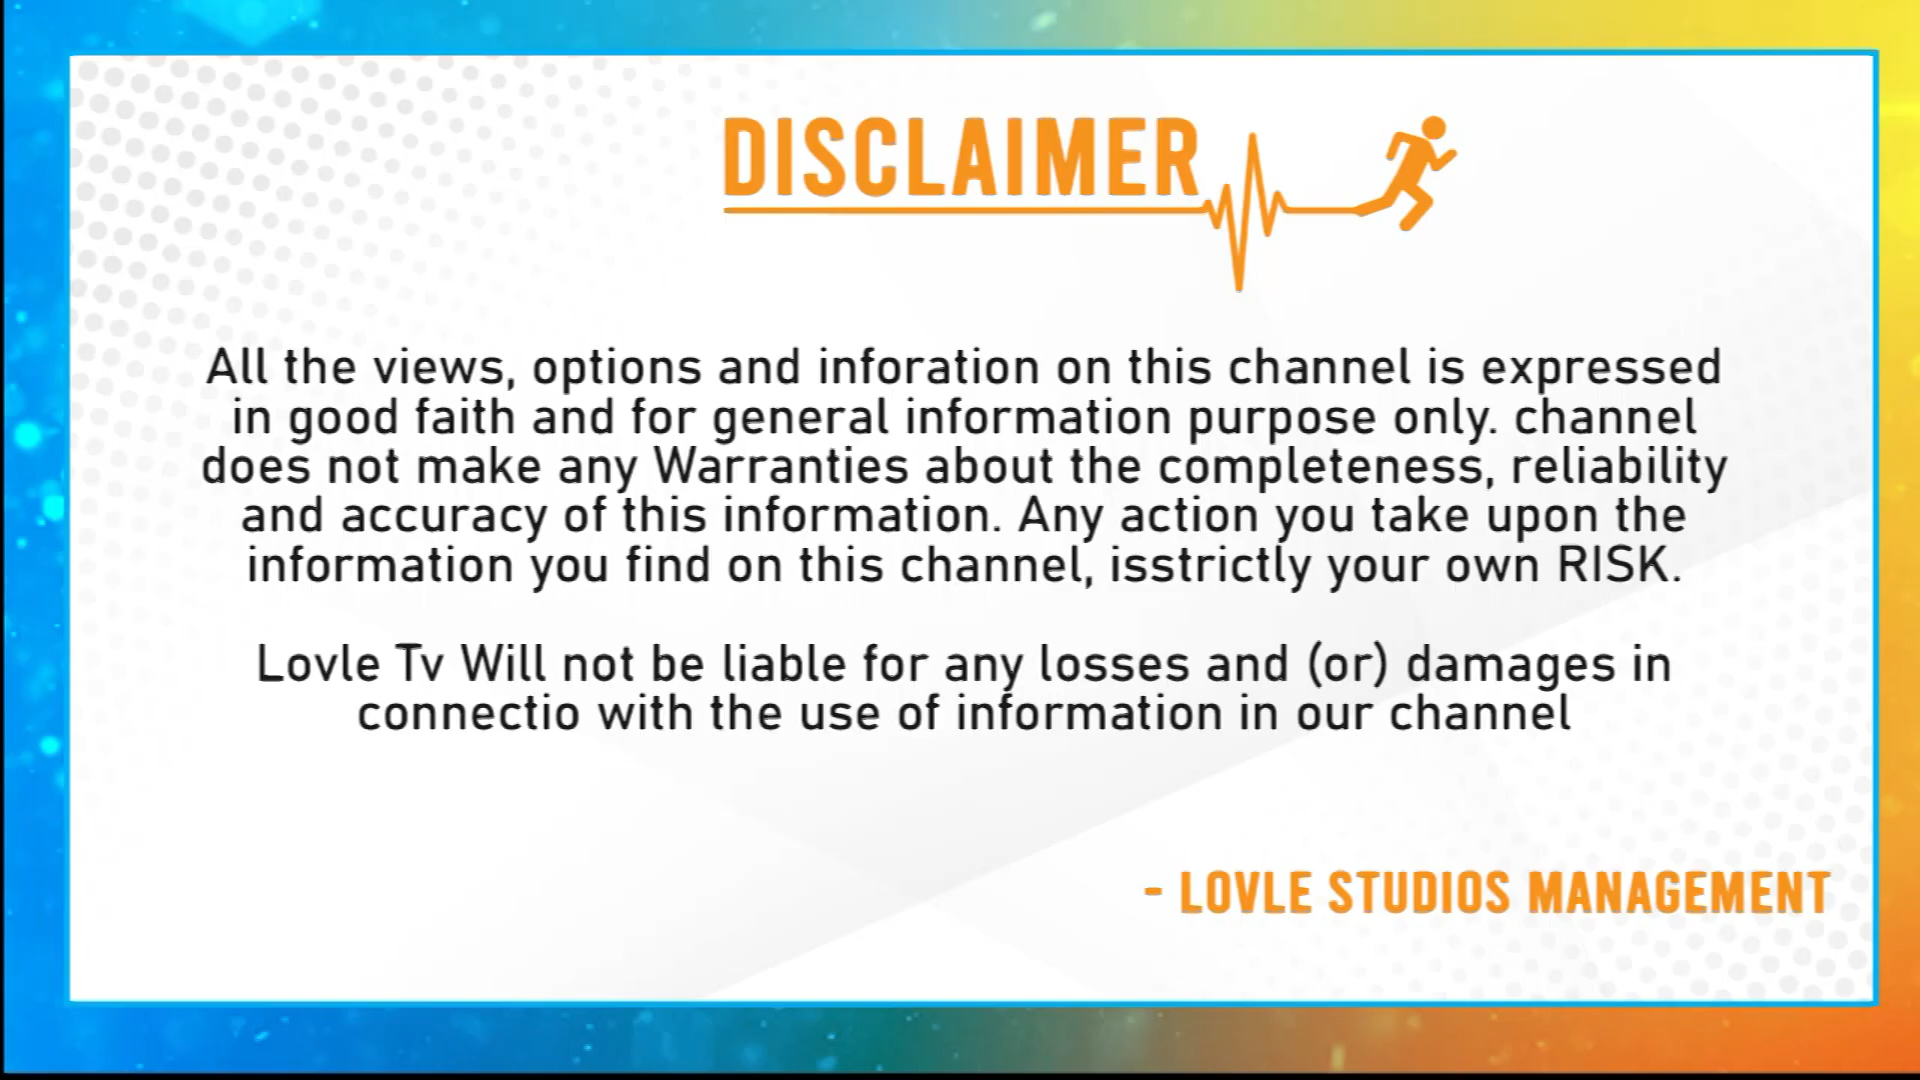 DISCLAIMER
All the views, options and inforation on this channel is expressed
in good faith and for general information purpose only. channel
does not make any Warranties about the completeness, reliability
and accuracy of this information. Any action you take upon the
information you find on this channel, isstrictly your own RISK.
Lovle Tv Will not be liable for any losses and (or) damages in
connectio with the use of information in our channel
- LOVLE STUDIOS MANAGEMENT